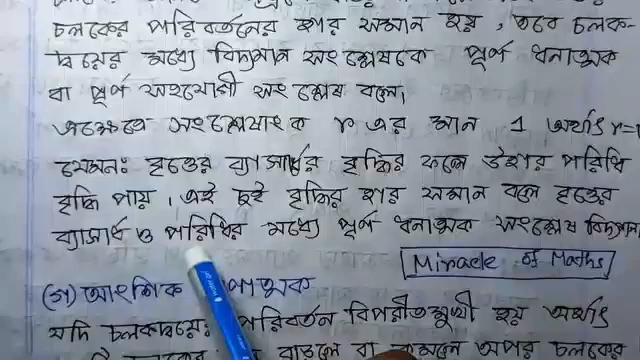 চলকের পরিবর্তনের হার সমান হয়, তবে চলক-
দ্বয়ের মধ্যে বিদ্যমান সংশ্লেষকে পূর্ণ ধনাত্মক
বা পূর্ণ সহযোগী সংশ্লেষ বলে।
এক্ষেত্রে সংশ্লেষাংক r এর মান 1 অর্থাৎ r=1
যেমনঃ বৃত্তের ব্যাসার্ধের বৃদ্ধির ফলে উহার পরিধি
বৃদ্ধি পায়। এই দুই বৃদ্ধির হার সমান বলে বৃত্তের
ব্যাসার্ধ ও পরিধির মধ্যে পূর্ণ ধনাত্মক সংশ্লেষ বিদ্যমান
Miracle of Maths
(গ) আংশিক
যদি চলকদ্বয়ের পরিবর্তন বিপরীতমুখী হয় অর্থাৎ
বাড়লে বা কমলে অপর চলকের